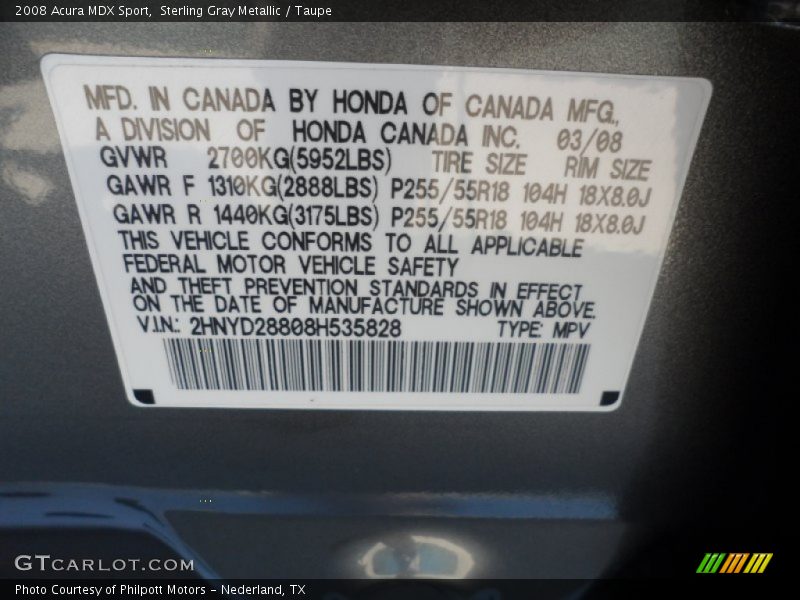 2008 Acura MDX Sport,  Sterling Gray Metallic / Taupe
MFD. IN CANADA BY HONDA OF CANADA MFG.,
A DIVISION OF HONDA CANADA INC. 03/08
GVWR 2700KG(5952LBS) TIRE SIZE RIM SIZE
GAWR F 1310KG(2888LBS) P255/55R18 104H 18X8.0J
GAWR R 1440KG(3175LBS) P255/55R18 104H 18X8.0J
THIS VEHICLE CONFORMS TO ALL APPLICABLE
FEDERAL MOTOR VEHICLE SAFETY
AND THEFT PREVENTION STANDARDS IN EFFECT
ON THE DATE OF MANUFACTURE SHOWN ABOVE.
V.I.N.: 2HNYD28808H535828 TYPE: MPV
GTCARLOT.COM
Photo Courtesy of Philpott Motors - Nederland, TX